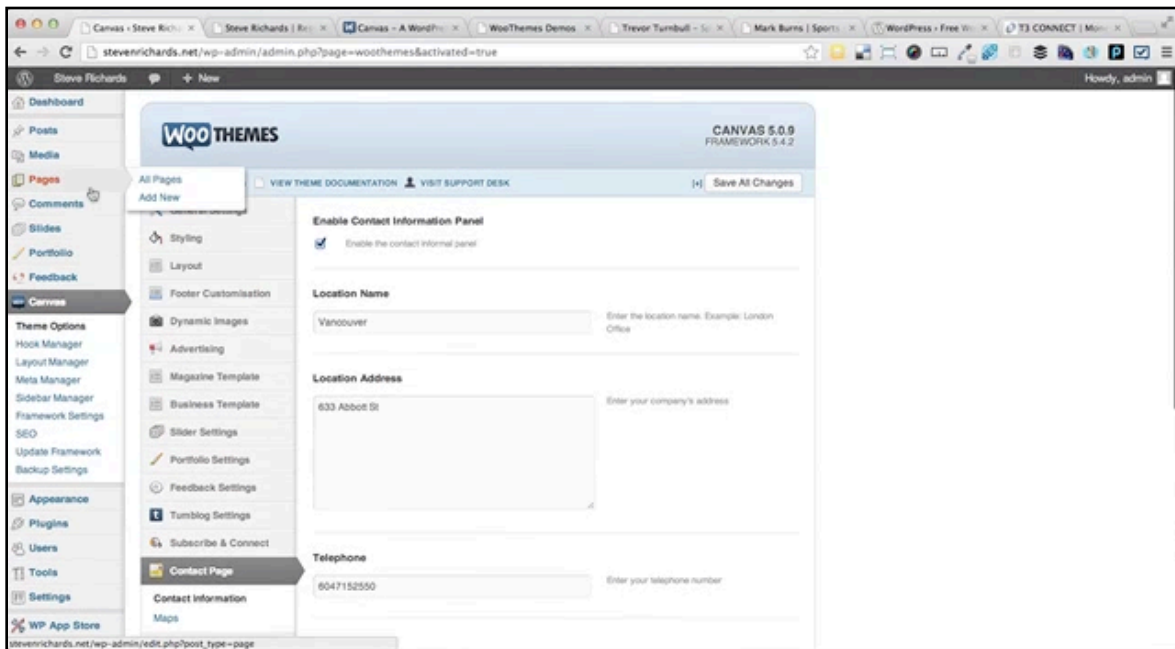 Canvas ‹ Steve Rich
Steve Richards | Re
Canvas - A WordPr
WooThemes Demos
Trevor Turnbull - S
Mark Burns | Sports
WordPress › Free W
T3 CONNECT | Mon
stevenrichards.net/wp-admin/admin.php?page=woothemes&activated=true
Steve Richards
+ New
Howdy, admin
Dashboard
Posts
Media
Pages
Comments
Slides
Portfolio
Feedback
Canvas
Theme Options
Hook Manager
Layout Manager
Meta Manager
Sidebar Manager
Framework Settings
SEO
Update Framework
Backup Settings
Appearance
Plugins
Users
Tools
Settings
WP App Store
All Pages
Add New
WOO THEMES
CANVAS 5.0.9
FRAMEWORK 5.4.2
VIEW THEME DOCUMENTATION
VISIT SUPPORT DESK
[+]
Save All Changes
General Settings
Styling
Layout
Footer Customisation
Dynamic Images
Advertising
Magazine Template
Business Template
Slider Settings
Portfolio Settings
Feedback Settings
Tumblog Settings
Subscribe & Connect
Contact Page
Contact Information
Maps
Enable Contact Information Panel
Enable the contact informal panel
Location Name
Vancouver
Enter the location name. Example: London
Office
Location Address
633 Abbott St
Enter your company's address
Telephone
6047152550
Enter your telephone number
stevenrichards.net/wp-admin/edit.php?post_type=page